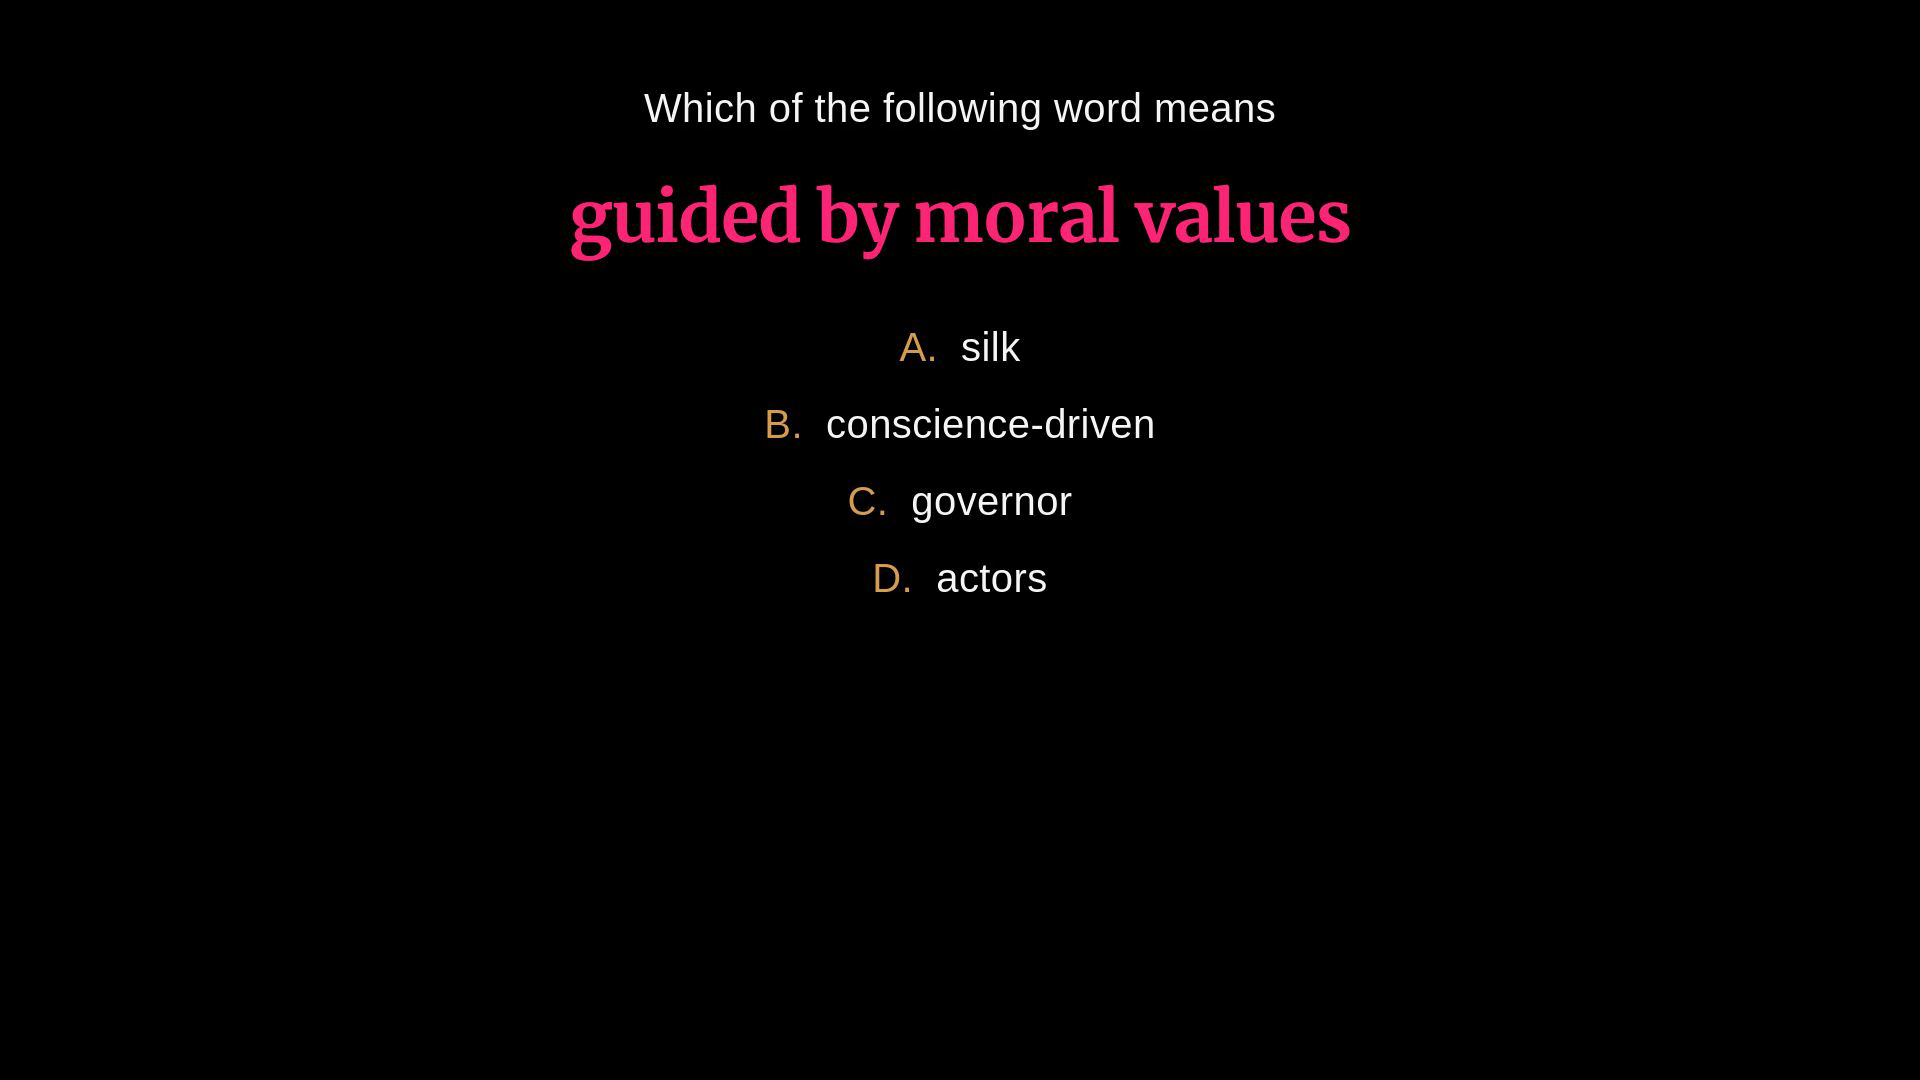 Which of the following word means
guided by moral values
A. silk
B. conscience-driven
C. governor
D. actors